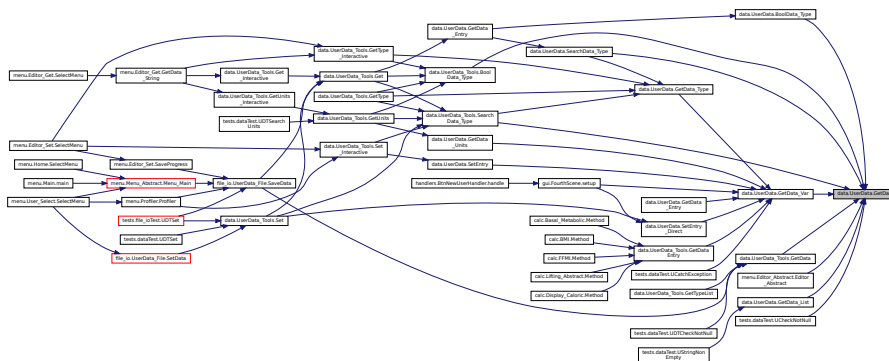 data.UserData.BoolData_Type
data.UserData.GetData
_Entry
data.UserData.SearchData_Type
data.UserData_Tools.GetType
_Interactive
menu.Editor_Get.SelectMenu
menu.Editor_Get.GetData
_String
data.UserData_Tools.Get
_Interactive
data.UserData_Tools.Get
data.UserData_Tools.Bool
Data_Type
data.UserData.GetData_Type
data.UserData_Tools.GetUnits
_Interactive
data.UserData_Tools.GetType
tests.dataTest.UDTSearch
Units
data.UserData_Tools.GetUnits
data.UserData_Tools.Search
Data_Type
menu.Editor_Set.SelectMenu
data.UserData_Tools.Set
_Interactive
data.UserData.GetData
_Units
menu.Home.SelectMenu
menu.Editor_Set.SaveProgress
data.UserData.SetEntry
menu.Main.main
menu.Menu_Abstract.Menu_Main
file_io.UserData_File.SaveData
handlers.BtnNewUserHandler.handle
gui.FouthScene.setup
data.UserData.GetData_Var
data.UserData.GetData
menu.User_Select.SelectMenu
menu.Profiler.Profiler
data.UserData.GetData
_Entry
tests.file_ioTest.UDTSet
data.UserData_Tools.Set
calc.Basal_Metabolic.Method
data.UserData.SetEntry
_Direct
tests.dataTest.UDTSet
calc.BMI.Method
file_io.UserData_File.SetData
calc.FFMI.Method
data.UserData_Tools.GetData
Entry
data.UserData_Tools.GetData
calc.Lifting_Abstract.Method
tests.dataTest.UCatchException
menu.Editor_Abstract.Editor
_Abstract
calc.Display_Caloric.Method
data.UserData_Tools.GetTypeList
data.UserData.GetData_List
tests.dataTest.UCheckNotNull
tests.dataTest.UDTCheckNotNull
tests.dataTest.UStringNon
Empty